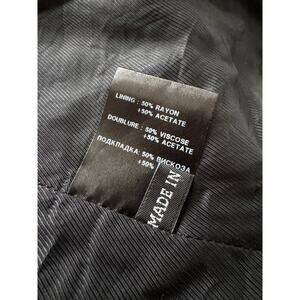 LINING : 50% RAYON
+50% ACETATE
DOUBLURE : 50% VISCOSE
+50% ACETATE
ПОДКЛАДКА: 50% ВИСКОЗА
+50%
MADE IN